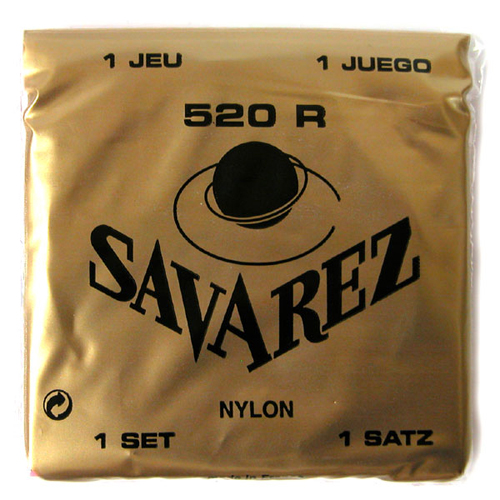 1 JEU 1 JUEGO
520 R
SAVAREZ
NYLON
1 SET 1 SATZ